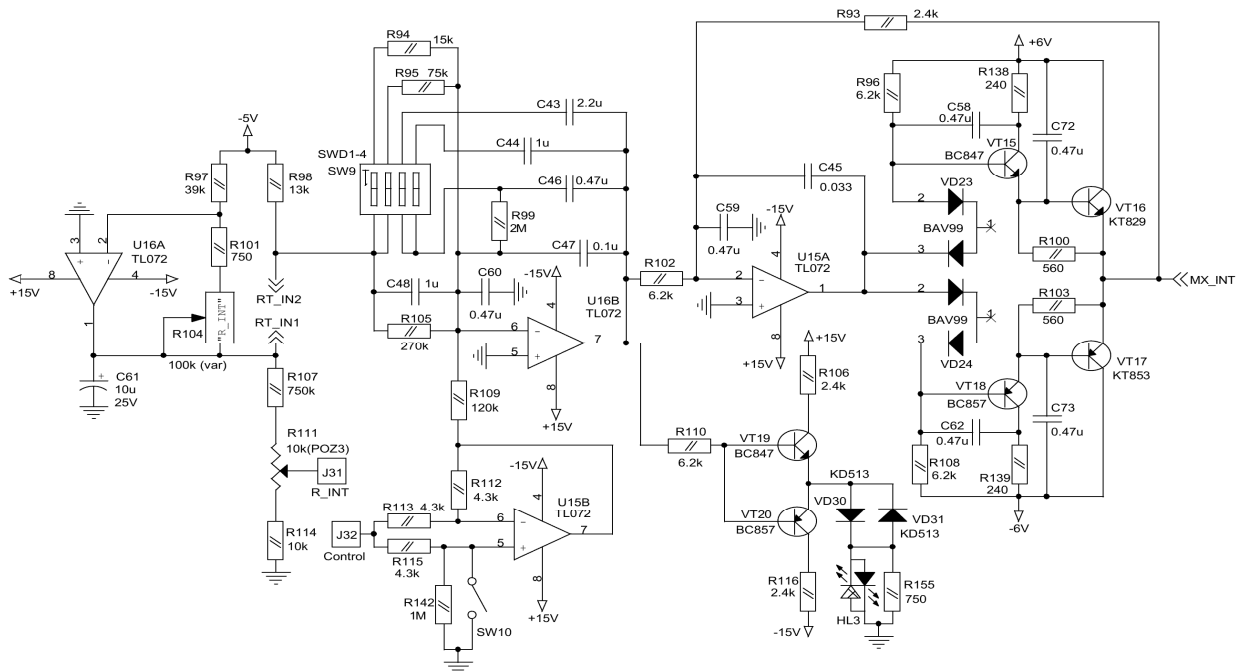 R93
2.4k
R94
15k
R95 75k
C43
2.2u
+6V
R96
6.2k
R138
240
C58
0.47u
C72
0.47u
VT15
BC847
-5V
SWD1-4
SW9
C44
1u
C45
0.033
R97
39k
R98
13k
C46
0.47u
VD23
2
1
BAV99
3
VT16
KT829
R99
2M
C59
0.47u
-15V
U15A
TL072
R100
560
3
2
U16A
TL072
R101
750
C47
0.1u
R102
6.2k
4
2
3
1
8
+15V
R103
560
MX_INT
8
4
+15V
-15V
1
RT_IN2
C48
1u
C60
0.47u
-15V
U16B
TL072
4
6
5
7
8
+15V
2
BAV99
1
3
VD24
R104
"R_INT"
100k (var)
RT_IN1
R105
270k
VT17
KT853
C61
10u
25V
R107
750k
R109
120k
+15V
R106
2.4k
VT18
BC857
C62
0.47u
C73
0.47u
R111
10k(POZ3)
J31
R_INT
R110
6.2k
VT19
BC847
R108
6.2k
R139
240
-6V
R112
4.3k
-15V
U15B
TL072
4
6
5
7
8
+15V
KD513
VD30
VD31
KD513
VT20
BC857
R113 4.3k
J32
Control
R115
4.3k
R114
10k
R142
1M
SW10
R116
2.4k
-15V
HL3
R155
750